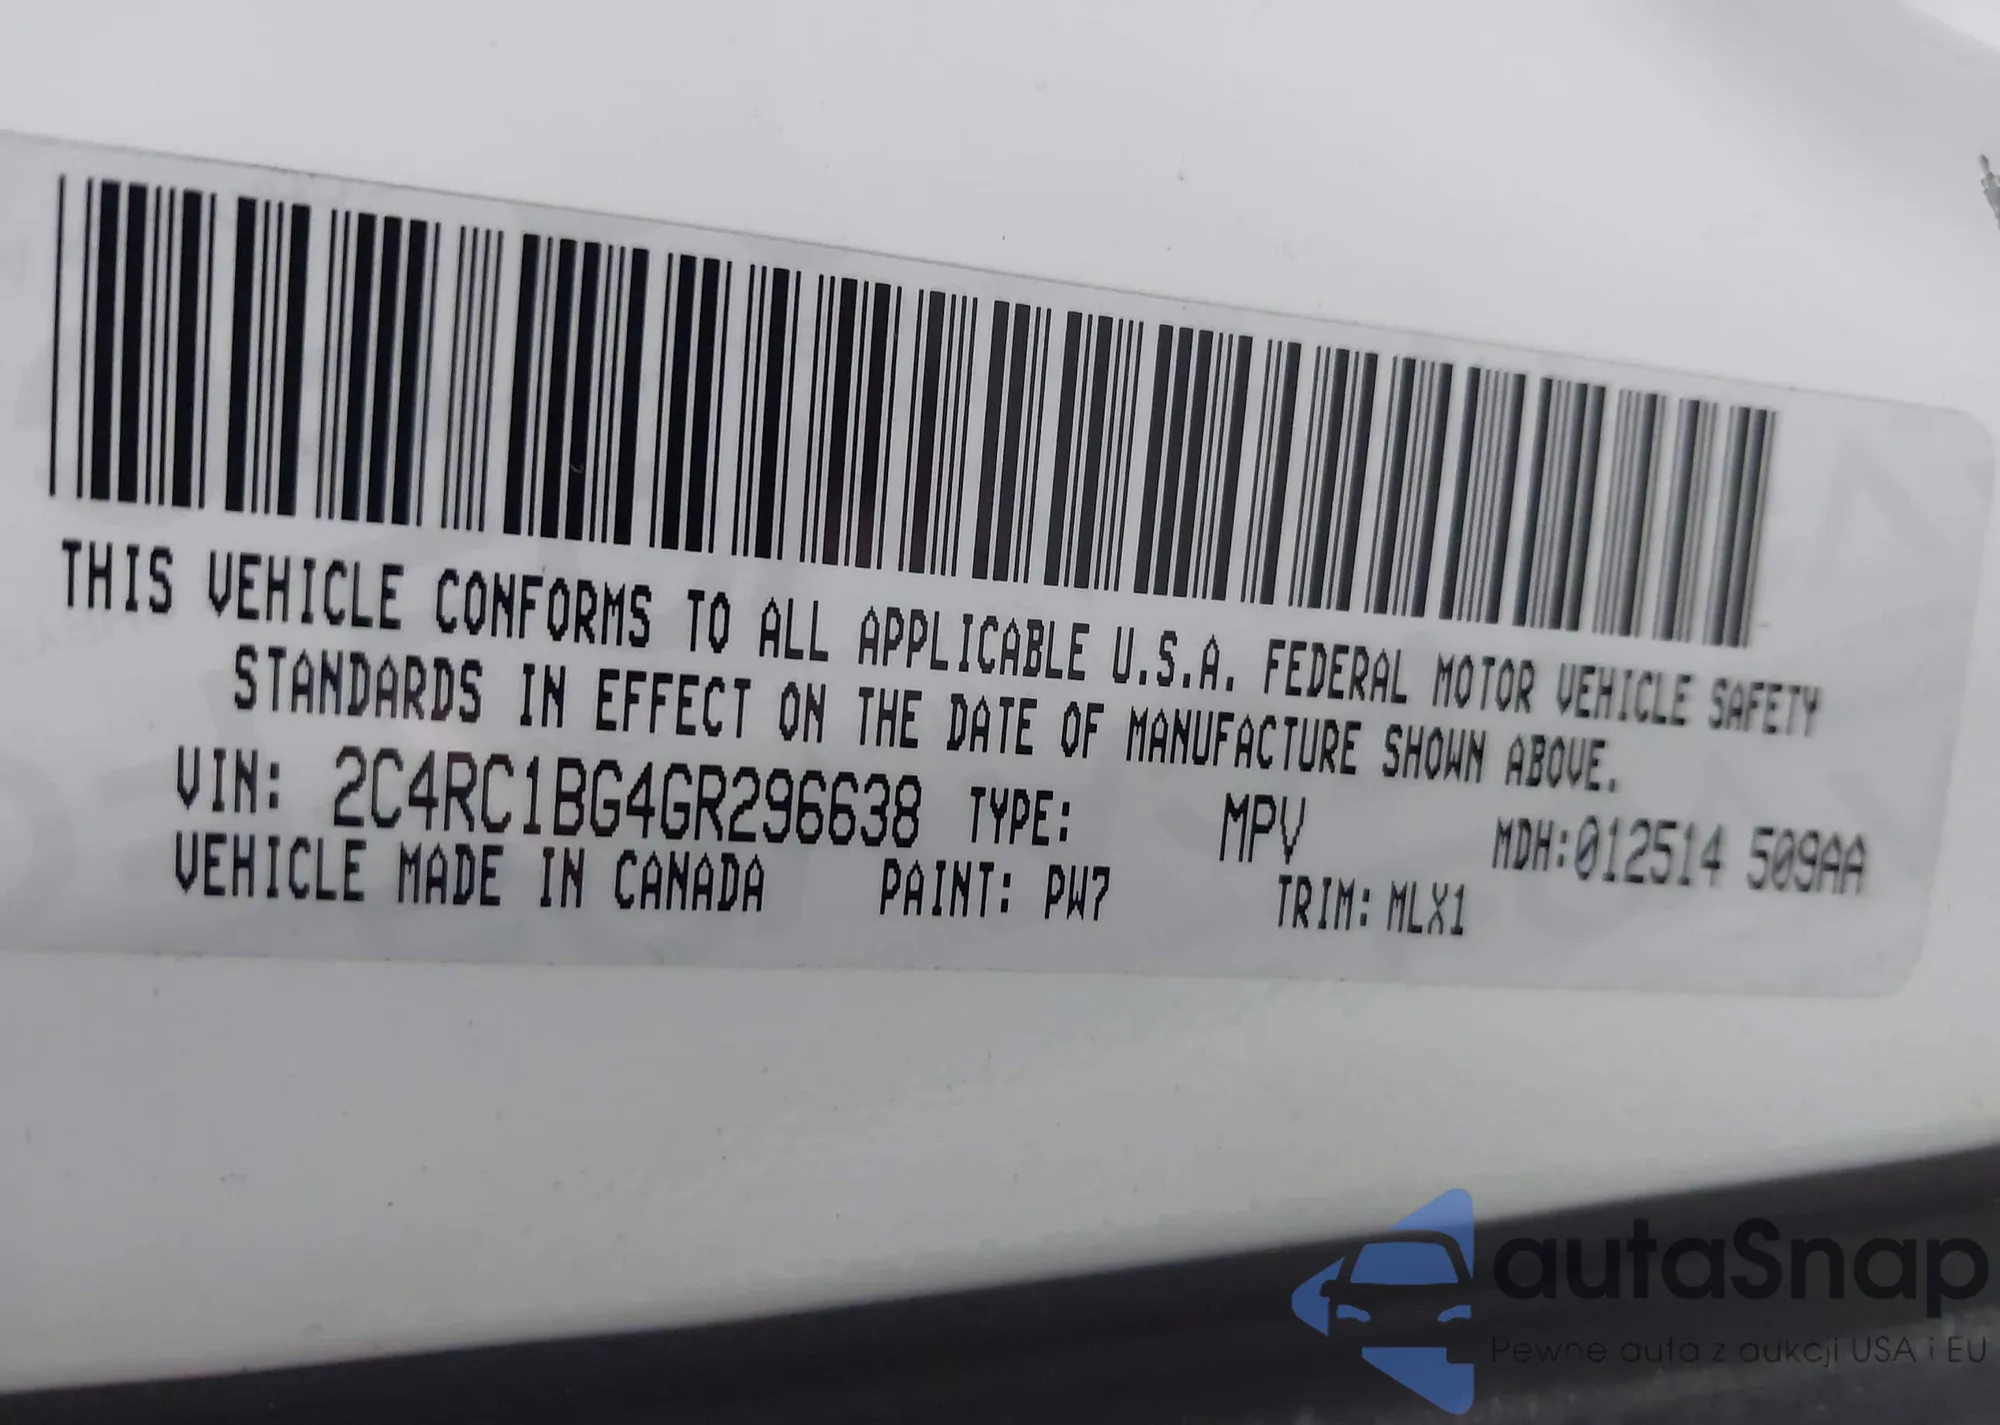 THIS VEHICLE CONFORMS TO ALL APPLICABLE U.S.A. FEDERAL MOTOR VEHICLE SAFETY
STANDARDS IN EFFECT ON THE DATE OF MANUFACTURE SHOWN ABOVE.
VIN: 2C4RC1BG4GR296638 TYPE: MPV MDH:012514 509AA
VEHICLE MADE IN CANADA PAINT: PW7 TRIM: MLX1
autaSnap
Pewne auta z aukcji USA i EU